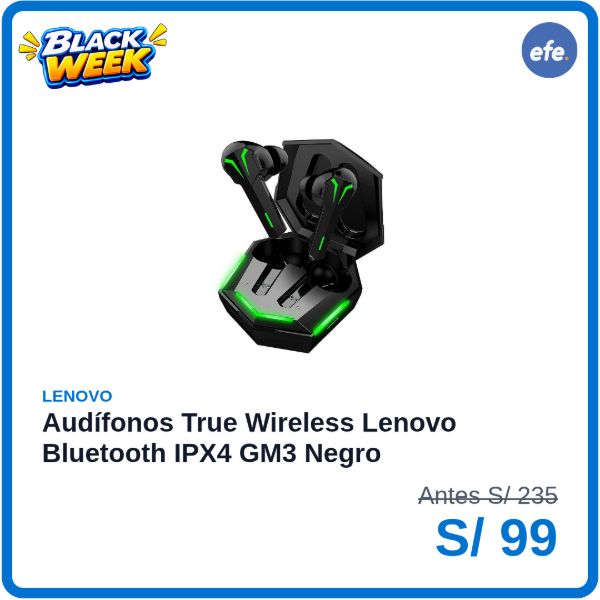 BLACK
WEEK
efe.
LENOVO
Audífonos True Wireless Lenovo
Bluetooth IPX4 GM3 Negro
Antes S/ 235
S/ 99